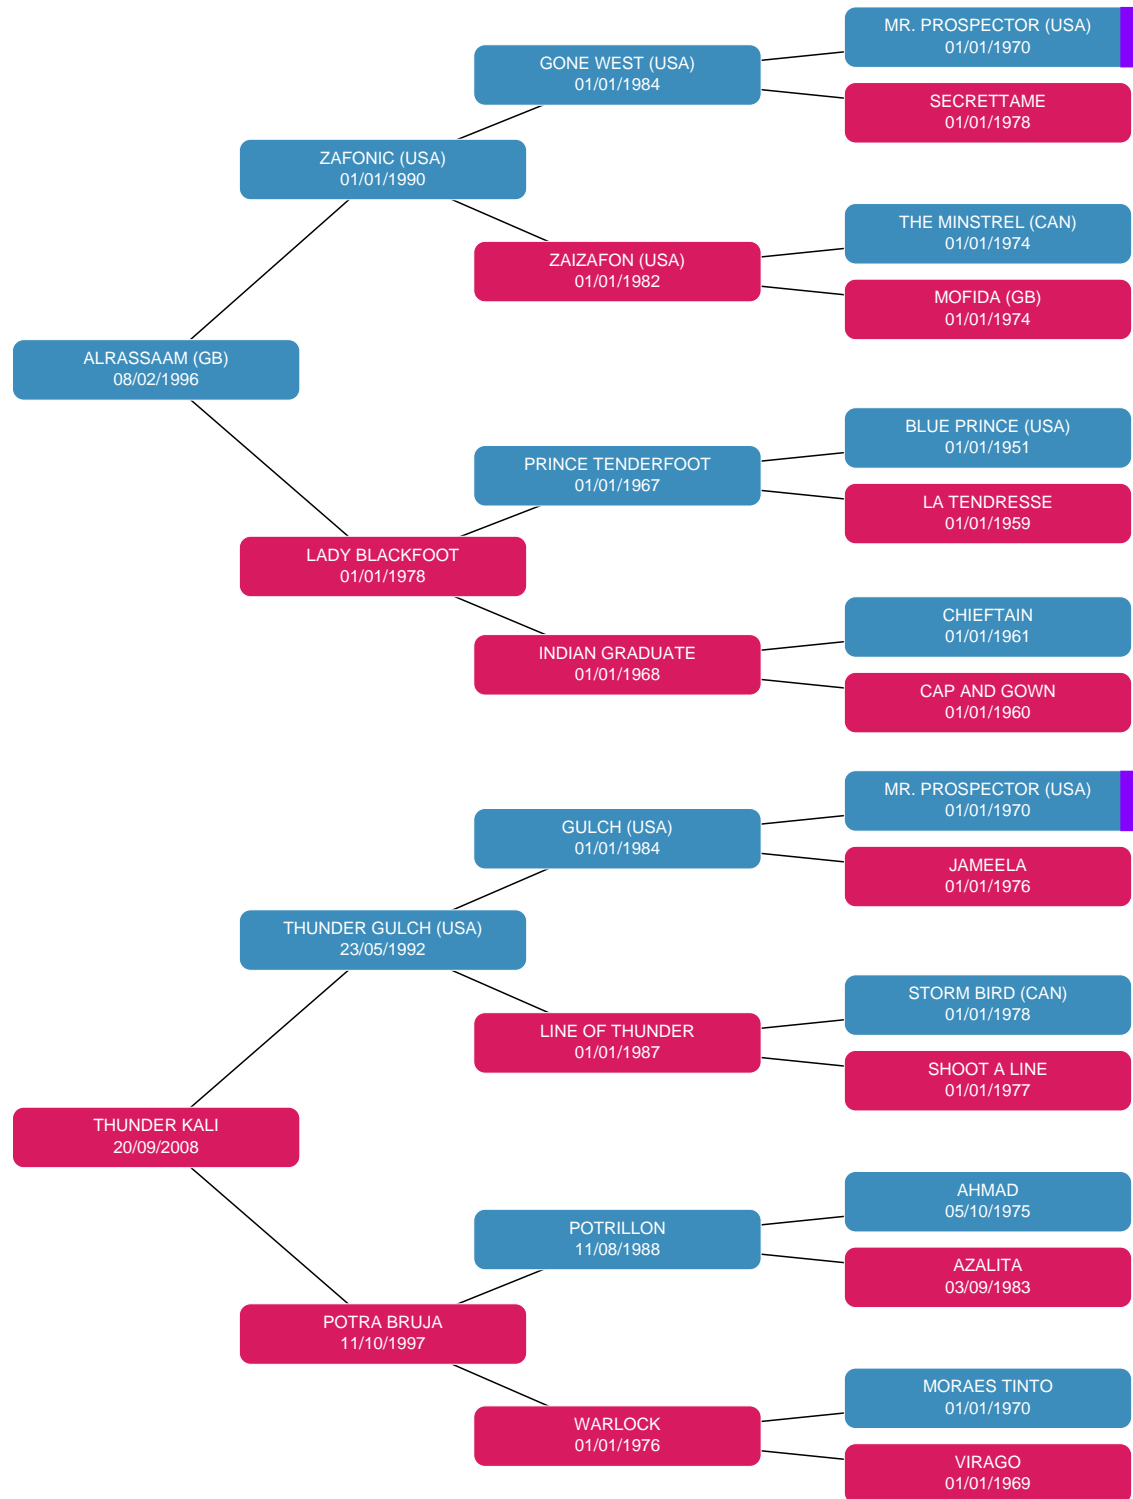 MR. PROSPECTOR (USA)
01/01/1970
GONE WEST (USA)
01/01/1984
SECRETTAME
01/01/1978
ZAFONIC (USA)
01/01/1990
THE MINSTREL (CAN)
01/01/1974
ZAIZAFON (USA)
01/01/1982
MOFIDA (GB)
01/01/1974
ALRASSAAM (GB)
08/02/1996
BLUE PRINCE (USA)
01/01/1951
PRINCE TENDERFOOT
01/01/1967
LA TENDRESSE
01/01/1959
LADY BLACKFOOT
01/01/1978
CHIEFTAIN
01/01/1961
INDIAN GRADUATE
01/01/1968
CAP AND GOWN
01/01/1960
MR. PROSPECTOR (USA)
01/01/1970
GULCH (USA)
01/01/1984
JAMEELA
01/01/1976
THUNDER GULCH (USA)
23/05/1992
STORM BIRD (CAN)
01/01/1978
LINE OF THUNDER
01/01/1987
SHOOT A LINE
01/01/1977
THUNDER KALI
20/09/2008
AHMAD
05/10/1975
POTRILLON
11/08/1988
AZALITA
03/09/1983
POTRA BRUJA
11/10/1997
MORAES TINTO
01/01/1970
WARLOCK
01/01/1976
VIRAGO
01/01/1969